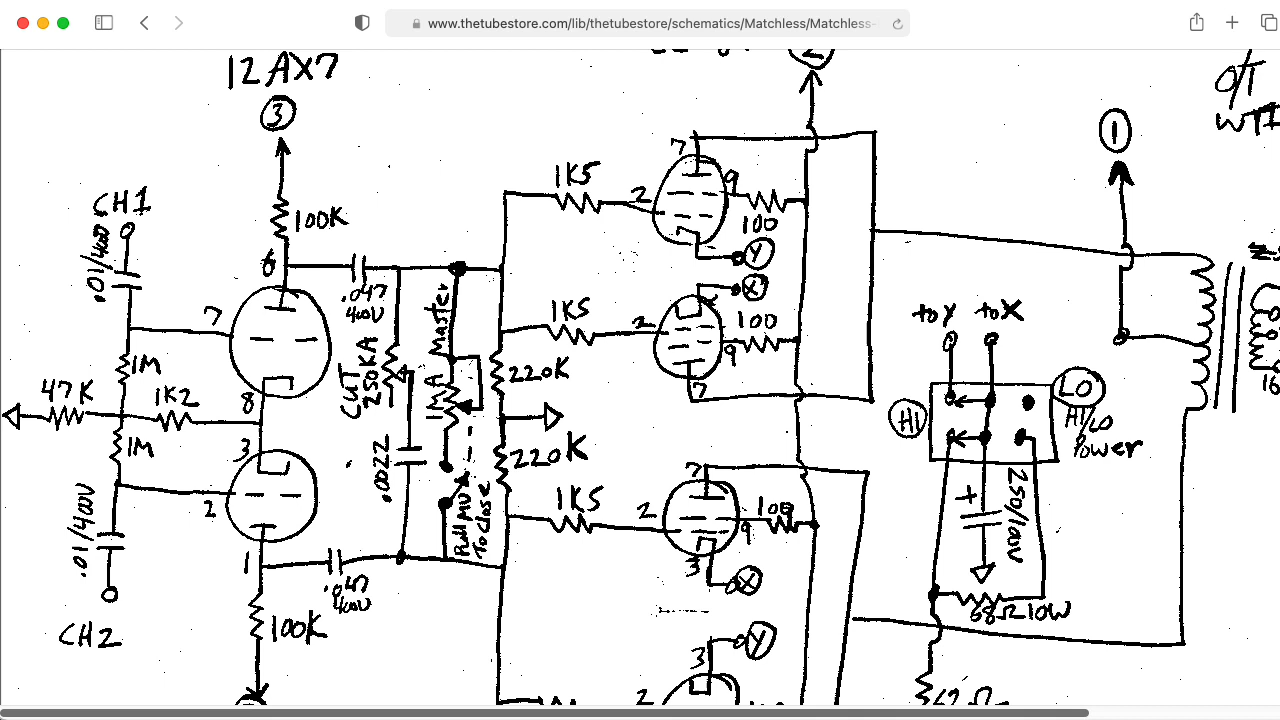 www.thetubestore.com/lib/thetubestore/schematics/Matchless/Matchless-
12AX7
3
O/T
1
CH1
.01/400
100K
6
7
.047
400V
1M
47K
1K2
8
3
1M
2
.01/400V
CH2
1
.047
400V
100K
CUT
250KA
Master
1MA
.0022
Pull MV
To close
220K
220K
1K5
2
7
9
100
Y
X
1K5
2
100
9
7
1K5
2
7
100
9
3
X
Y
3
2
to Y
to X
HI
LO
HI/LO
Power
+
250/100V
68Ω 10W
16